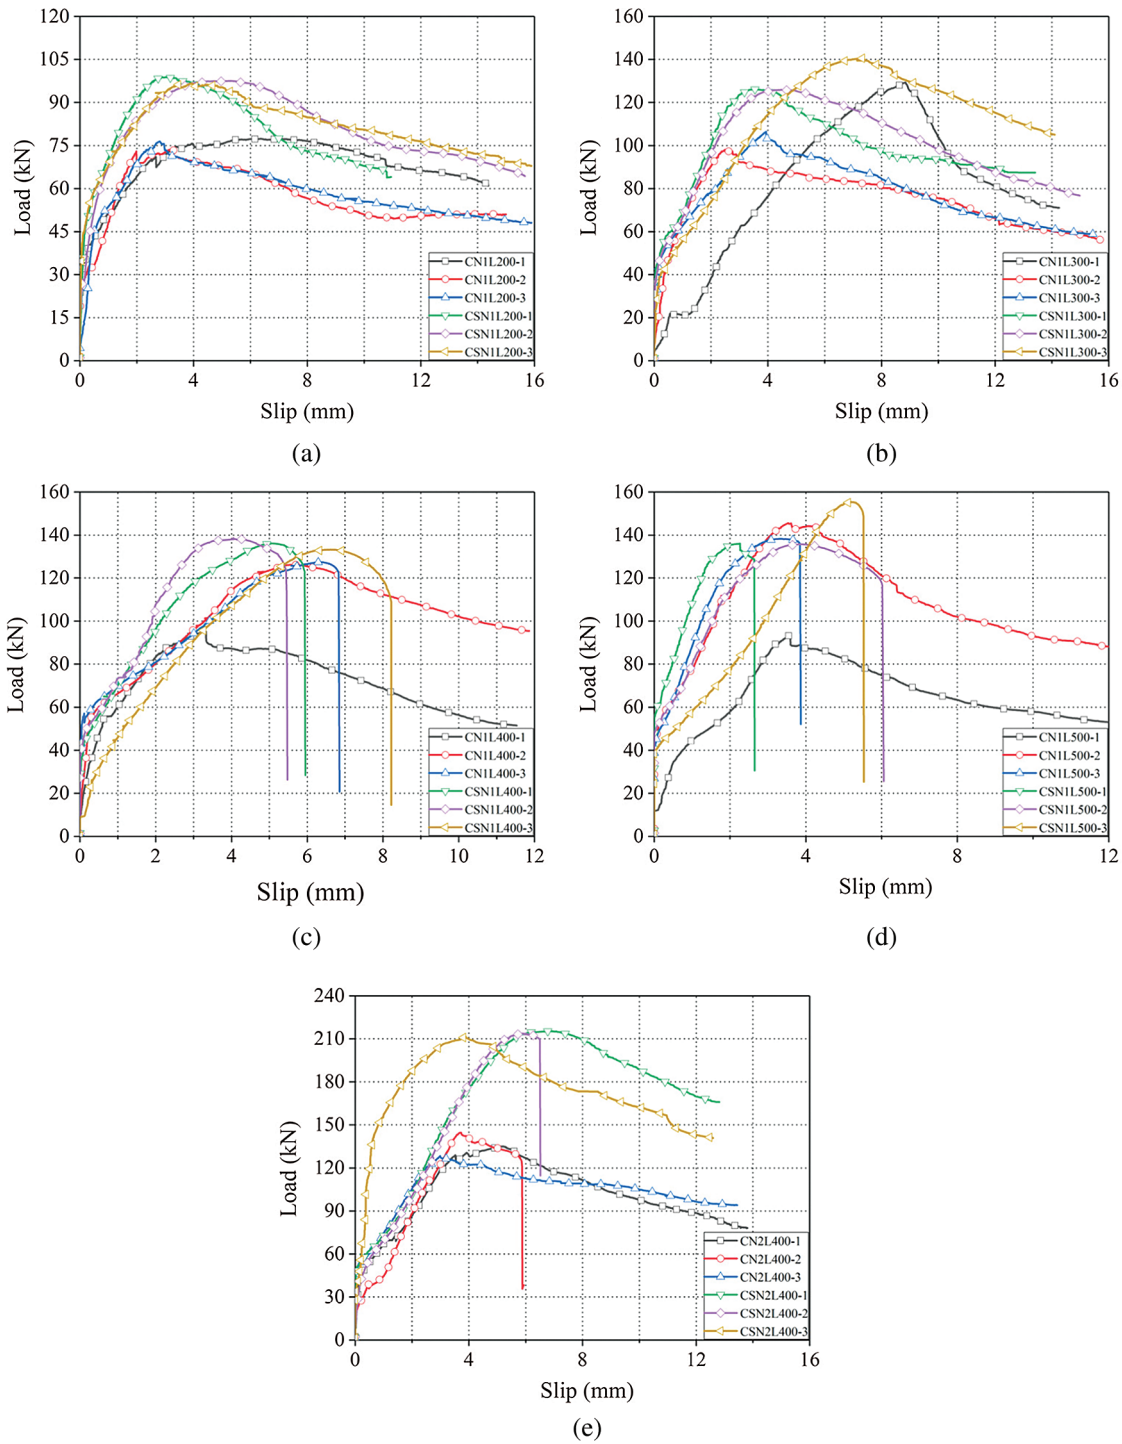 120
105
90
75
60
45
30
15
0
Load (kN)
0 4 8 12 16
Slip (mm)
CN1L200-1
CN1L200-2
CN1L200-3
CSN1L200-1
CSN1L200-2
CSN1L200-3
(a)
160
140
120
100
80
60
40
20
0
Load (kN)
0 4 8 12 16
Slip (mm)
CN1L300-1
CN1L300-2
CN1L300-3
CSN1L300-1
CSN1L300-2
CSN1L300-3
(b)
160
140
120
100
80
60
40
20
0
Load (kN)
0 2 4 6 8 10 12
Slip (mm)
CN1L400-1
CN1L400-2
CN1L400-3
CSN1L400-1
CSN1L400-2
CSN1L400-3
(c)
160
140
120
100
80
60
40
20
0
Load (kN)
0 4 8 12
Slip (mm)
CN1L500-1
CN1L500-2
CN1L500-3
CSN1L500-1
CSN1L500-2
CSN1L500-3
(d)
240
210
180
150
120
90
60
30
0
Load (kN)
0 4 8 12 16
Slip (mm)
CN2L400-1
CN2L400-2
CN2L400-3
CSN2L400-1
CSN2L400-2
CSN2L400-3
(e)